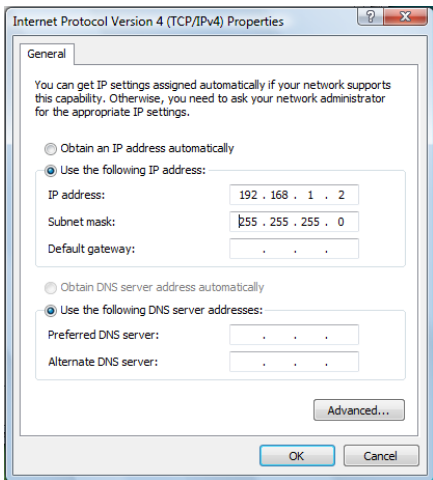 Internet Protocol Version 4 (TCP/IPv4) Properties
General
You can get IP settings assigned automatically if your network supports
this capability. Otherwise, you need to ask your network administrator
for the appropriate IP settings.
Obtain an IP address automatically
Use the following IP address:
IP address: 192 . 168 . 1 . 2
Subnet mask: 255 . 255 . 255 . 0
Default gateway: . . .
Obtain DNS server address automatically
Use the following DNS server addresses:
Preferred DNS server: . . .
Alternate DNS server: . . .
Advanced...
OK Cancel